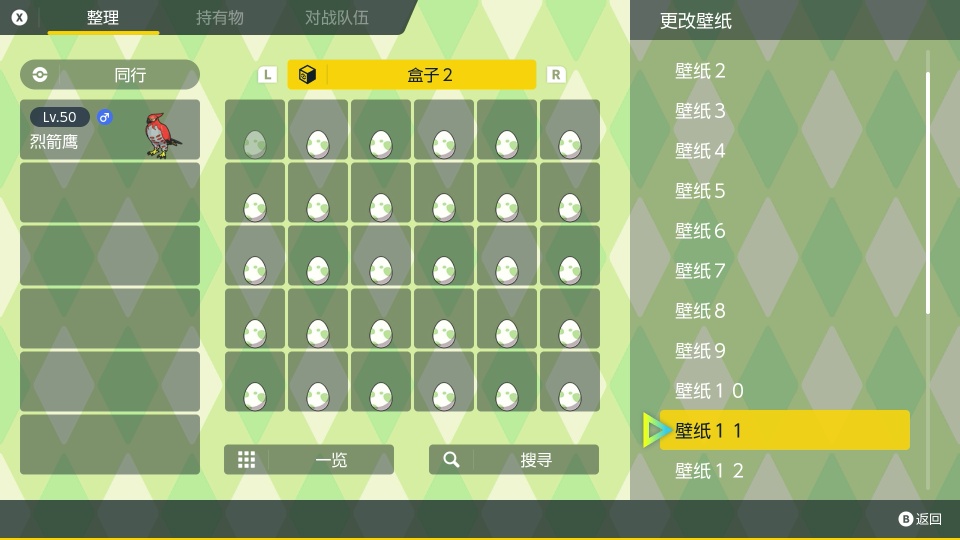 X 整理 持有物 对战队伍
更改壁纸
同行
L 盒子2 R
Lv.50 ♂
烈箭鹰
壁纸2
壁纸3
壁纸4
壁纸5
壁纸6
壁纸7
壁纸8
壁纸9
壁纸10
壁纸11
壁纸12
一览
搜寻
B 返回